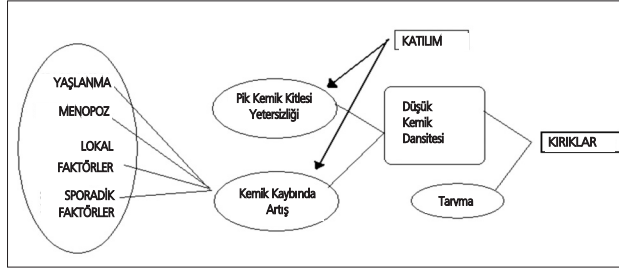 KATILIM
YAŞLANMA
MENOPOZ
LOKAL
FAKTÖRLER
SPORADİK
FAKTÖRLER
Pik Kemik Kitlesi
Yetersizliği
Kemik Kaybında
Artış
Düşük
Kemik
Dansitesi
Tarvma
KIRIKLAR